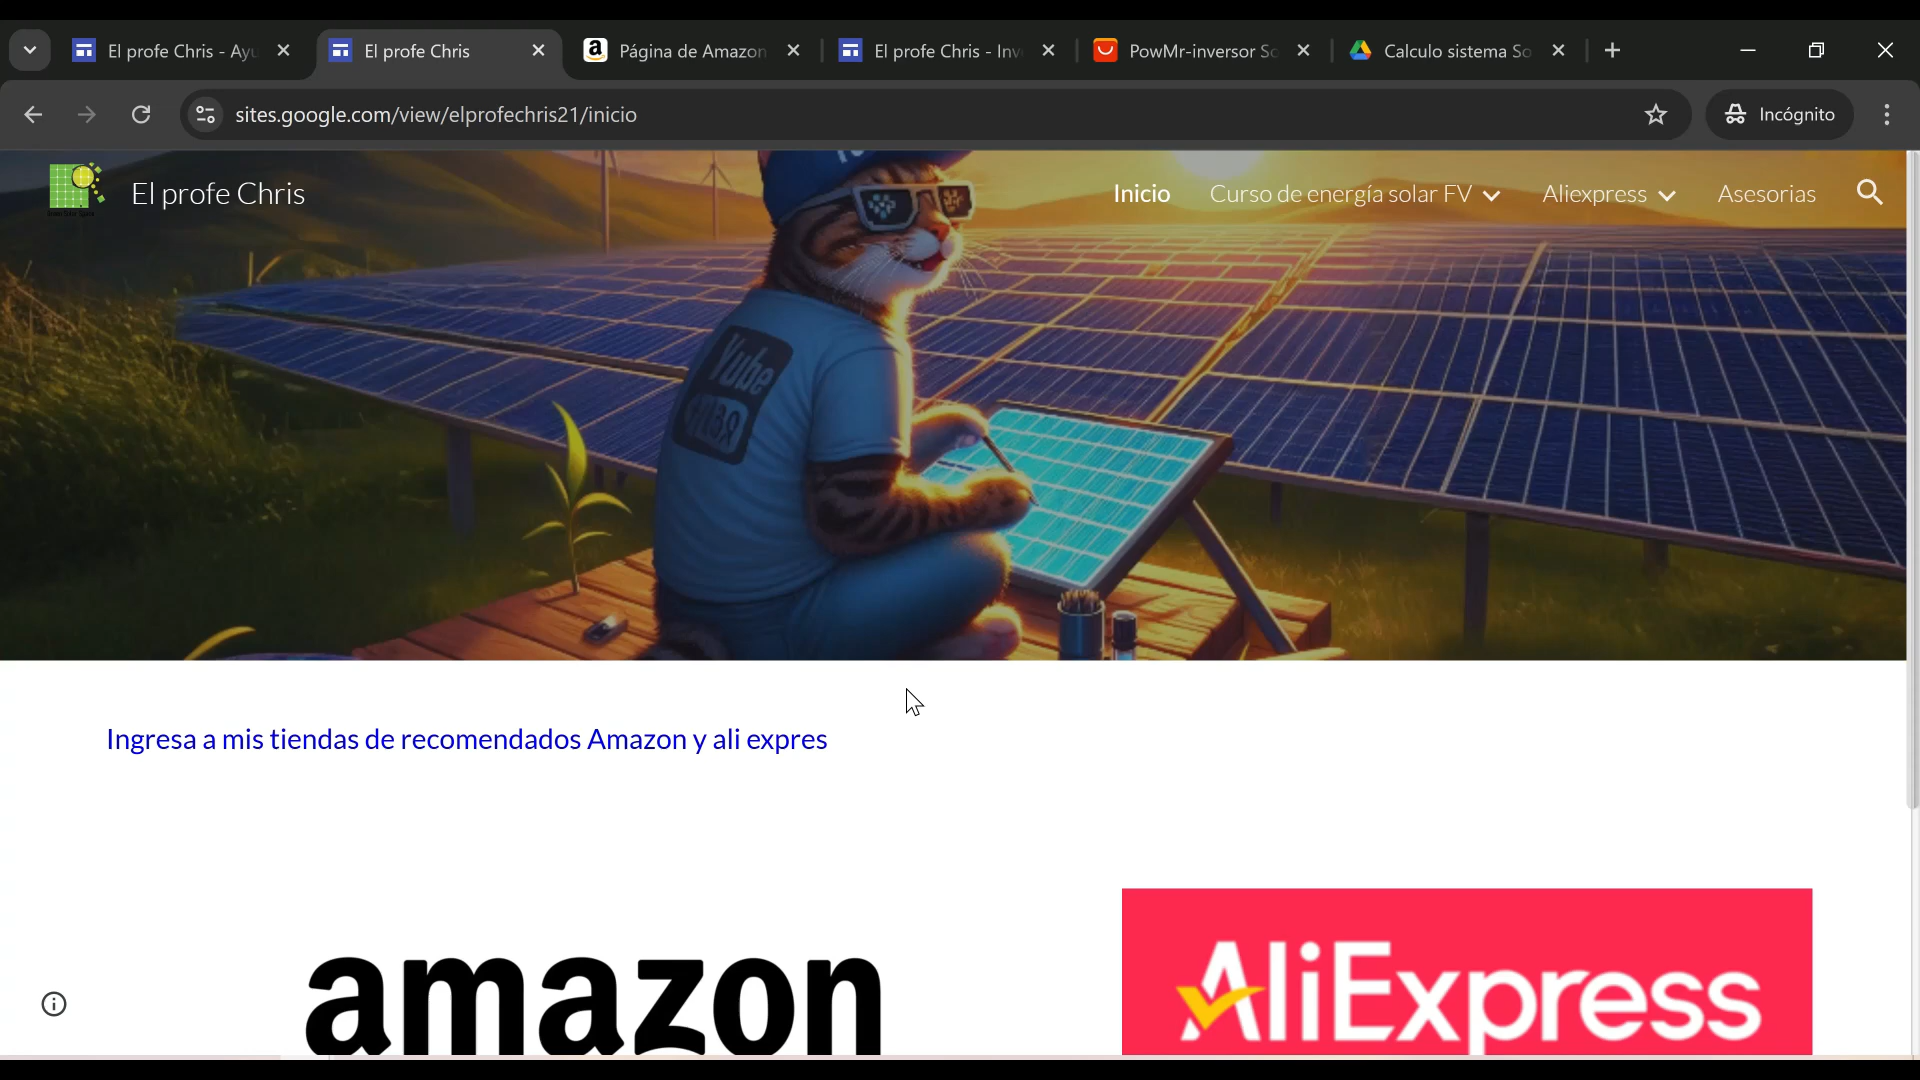 El profe Chris - Ayu
El profe Chris
Página de Amazon
El profe Chris - Inv
PowMr-inversor So
Calculo sistema So
sites.google.com/view/elprofechris21/inicio
Incógnito
El profe Chris
Inicio
Curso de energía solar FV
Aliexpress
Asesorias
Ingresa a mis tiendas de recomendados Amazon y ali expres
amazon
AliExpress